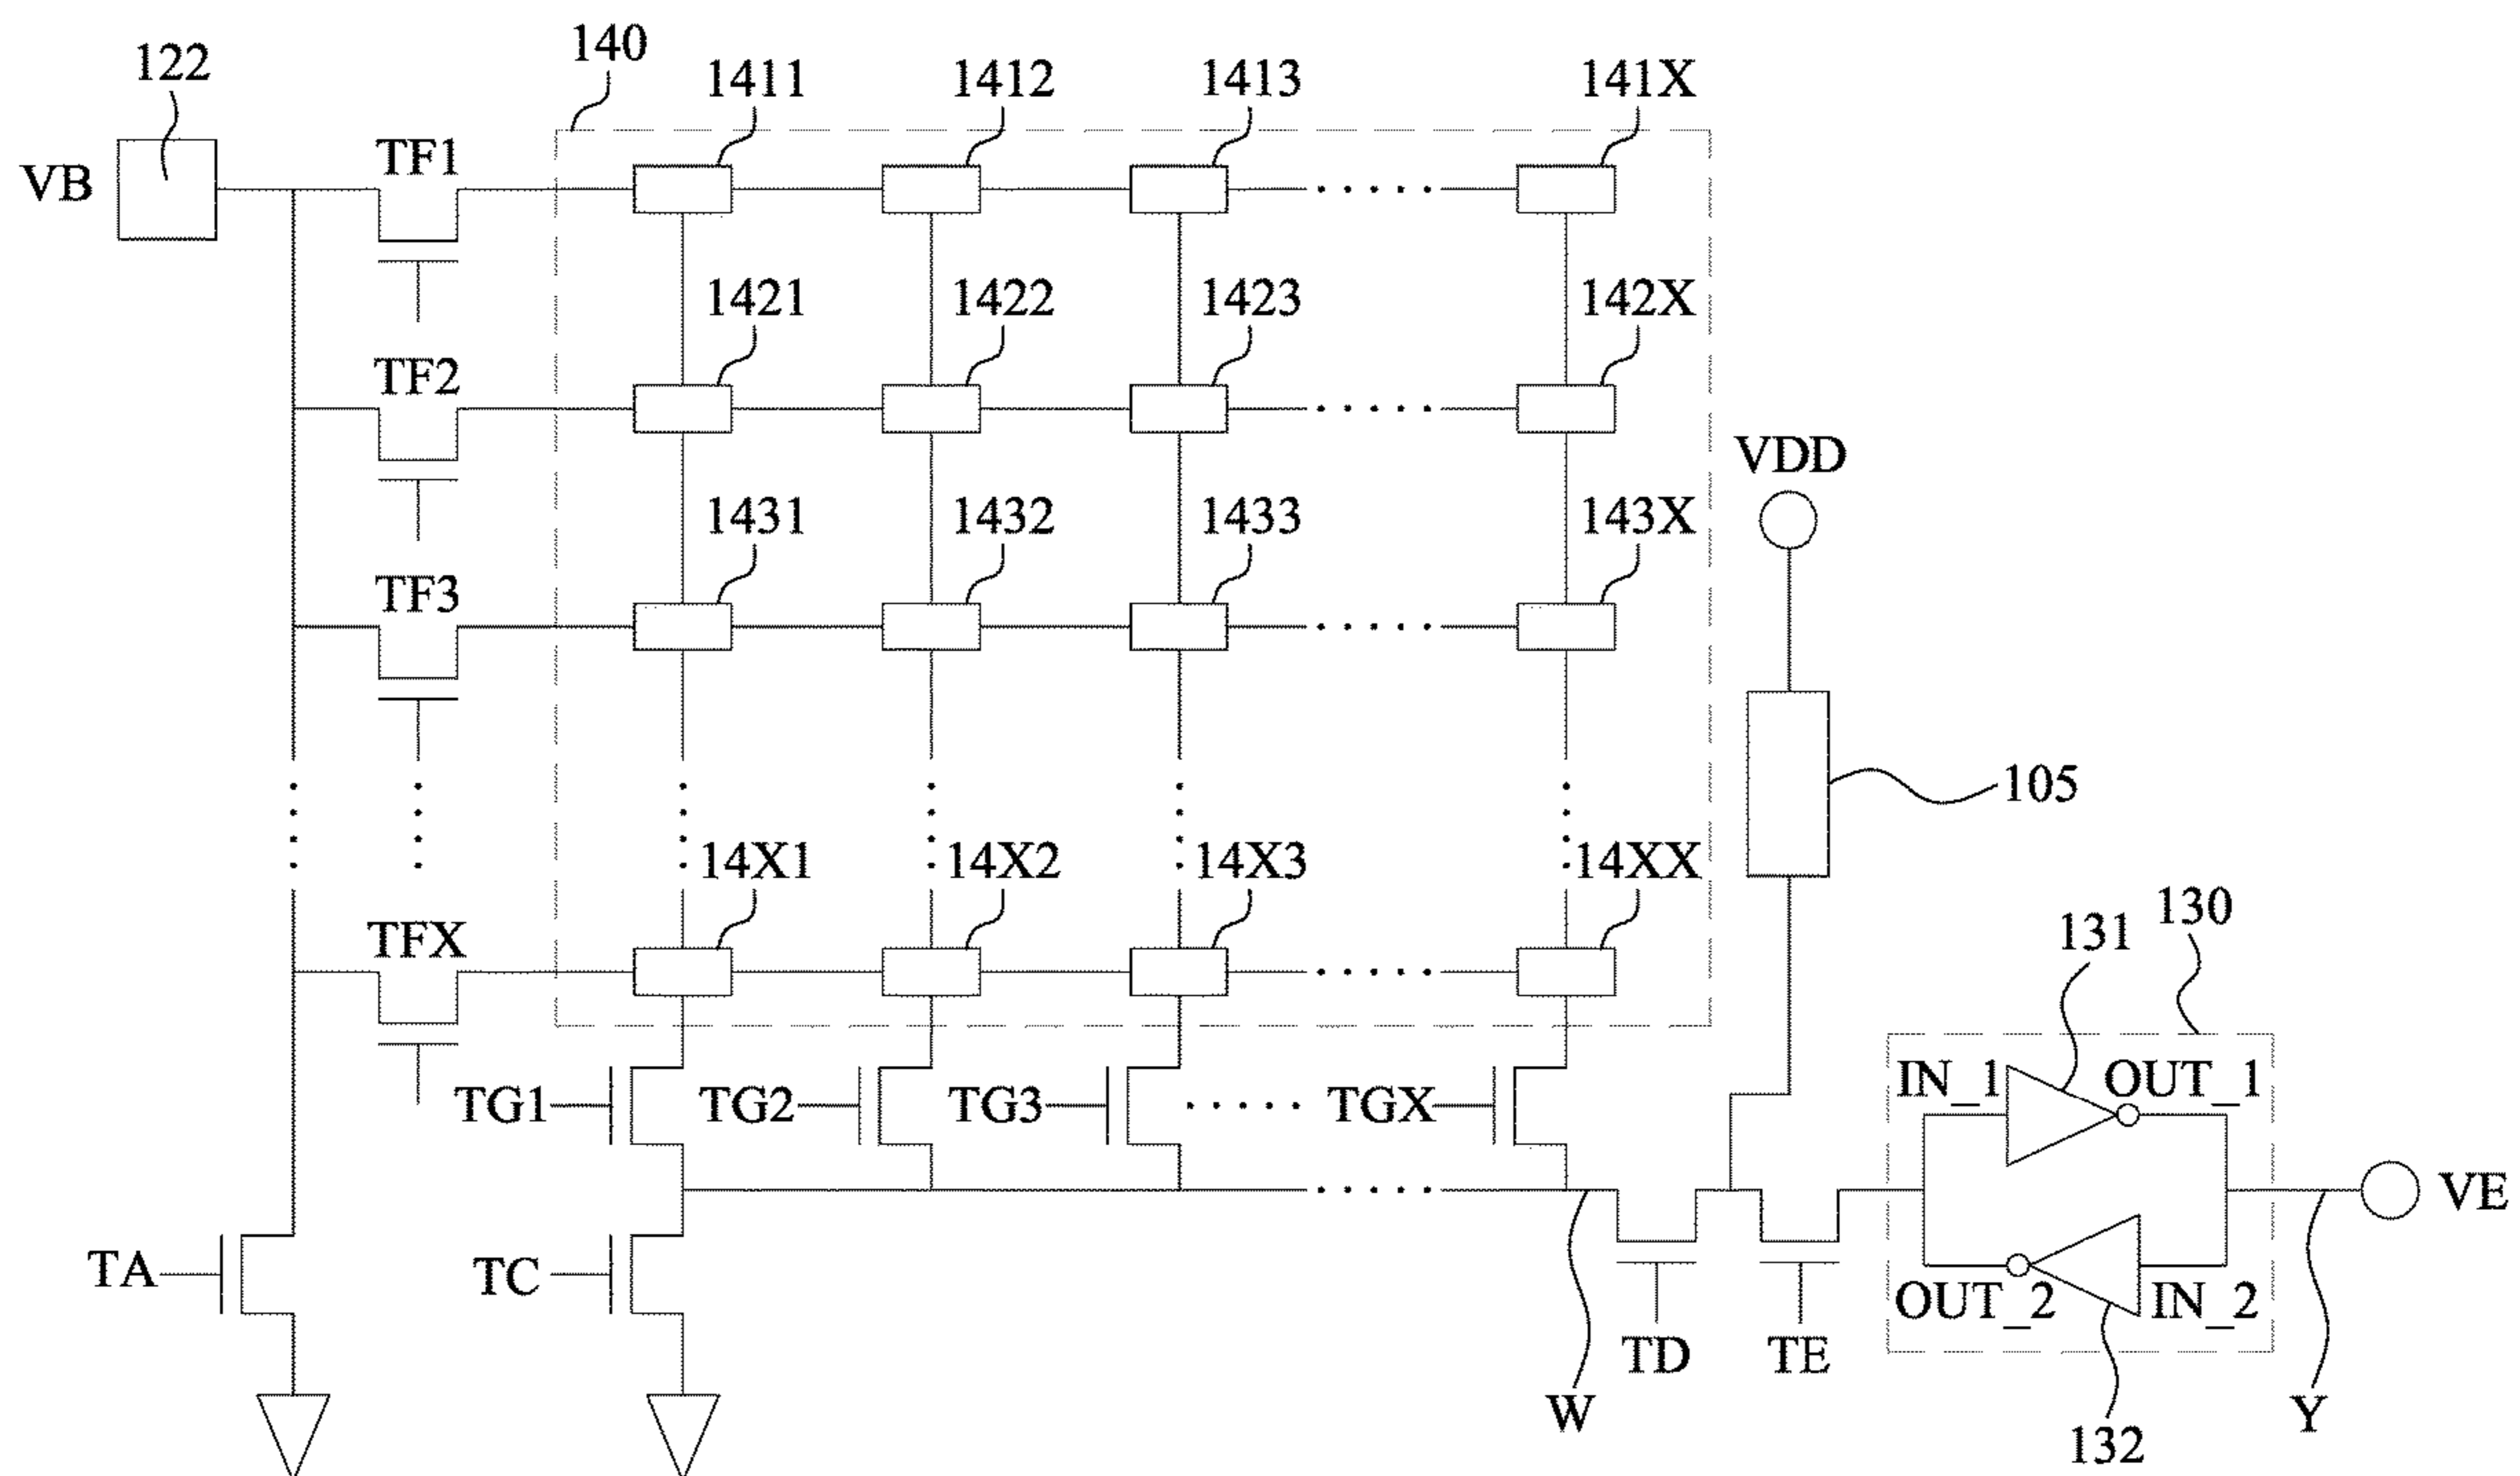 140
122
1411
1412
1413
141X
VB
TF1
1421
1422
1423
142X
TF2
VDD
1431
1432
1433
143X
TF3
105
14X1
14X2
14X3
14XX
130
131
TFX
IN_1
OUT_1
TG1
TG2
TG3
TGX
VE
TA
TC
OUT_2
IN_2
TD
TE
W
Y
132